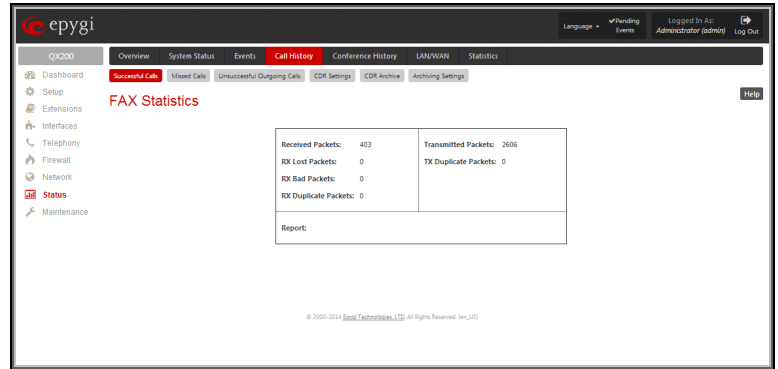 epygi
Language
Pending Events
Logged In As:
Administrator (admin)
Log Out
QX200
Overview System Status Events Call History Conference History LAN/WAN Statistics
Dashboard
Setup
Extensions
Interfaces
Telephony
Firewall
Network
Status
Maintenance
Successful Calls Missed Calls Unsuccessful Outgoing Calls CDR Settings CDR Archive Archiving Settings
FAX Statistics
Help
Received Packets: 403
RX Lost Packets: 0
RX Bad Packets: 0
RX Duplicate Packets: 0
Transmitted Packets: 2606
TX Duplicate Packets: 0
Report:
© 2000-2014 Epygi Technologies, LTD. All Rights Reserved. (en_US)